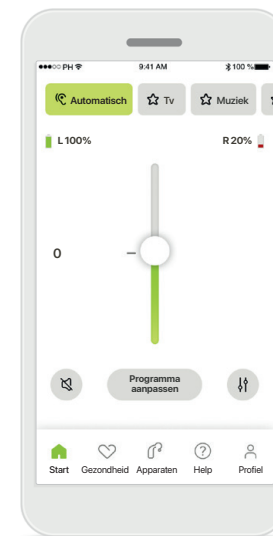 PH 9:41 AM 100 %
Automatisch Tv Muziek
L 100% R 20%
0
Programma
aanpassen
Start Gezondheid Apparaten Help Profiel